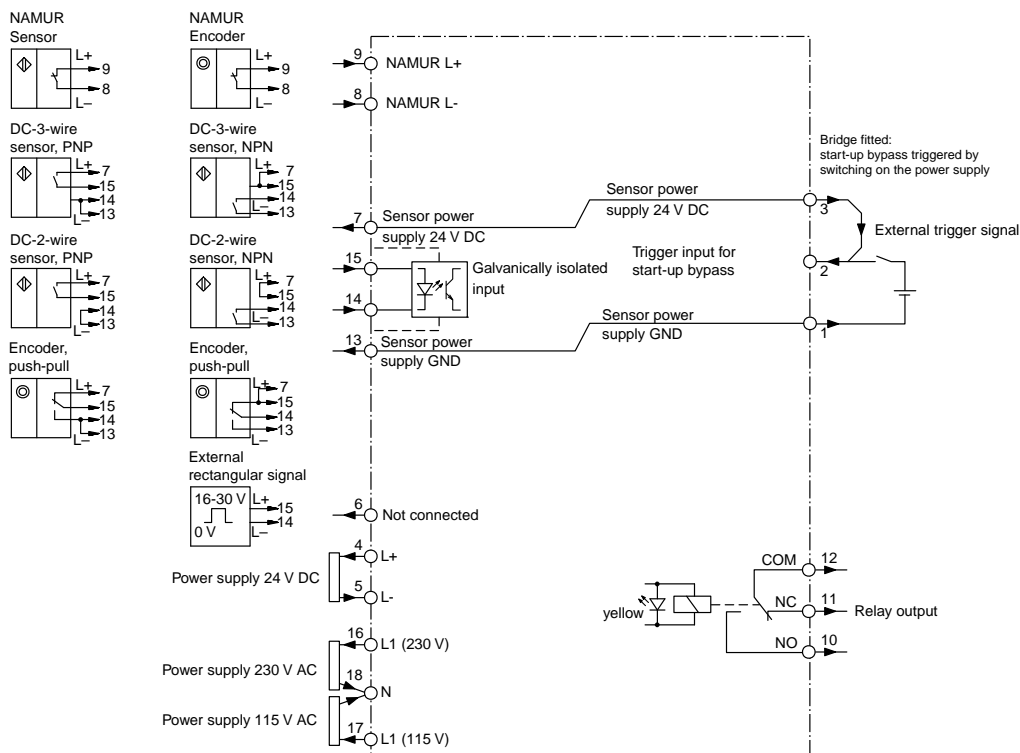 NAMUR
Sensor
L+
9
8
L–
NAMUR
Encoder
L+
9
8
L–
DC-3-wire
sensor, PNP
L+
7
15
14
13
L–
DC-3-wire
sensor, NPN
L+
7
15
14
13
L–
DC-2-wire
sensor, PNP
L+
7
15
14
13
L–
DC-2-wire
sensor, NPN
L+
7
15
14
13
L–
Encoder,
push-pull
L+
7
15
14
13
L–
Encoder,
push-pull
L+
7
15
14
13
L–
External
rectangular signal
16-30 V
0 V
L+
15
14
L–
9
NAMUR L+
8
NAMUR L-
7
Sensor power
supply 24 V DC
15
14
Galvanically isolated
input
13
Sensor power
supply GND
6
Not connected
Power supply 24 V DC
4
L+
5
L-
Power supply 230 V AC
16
L1 (230 V)
18
N
Power supply 115 V AC
17
L1 (115 V)
Sensor power
supply 24 V DC
Trigger input for
start-up bypass
Sensor power
supply GND
Bridge fitted:
start-up bypass triggered by
switching on the power supply
3
External trigger signal
2
1
yellow
COM
12
NC
11
Relay output
NO
10